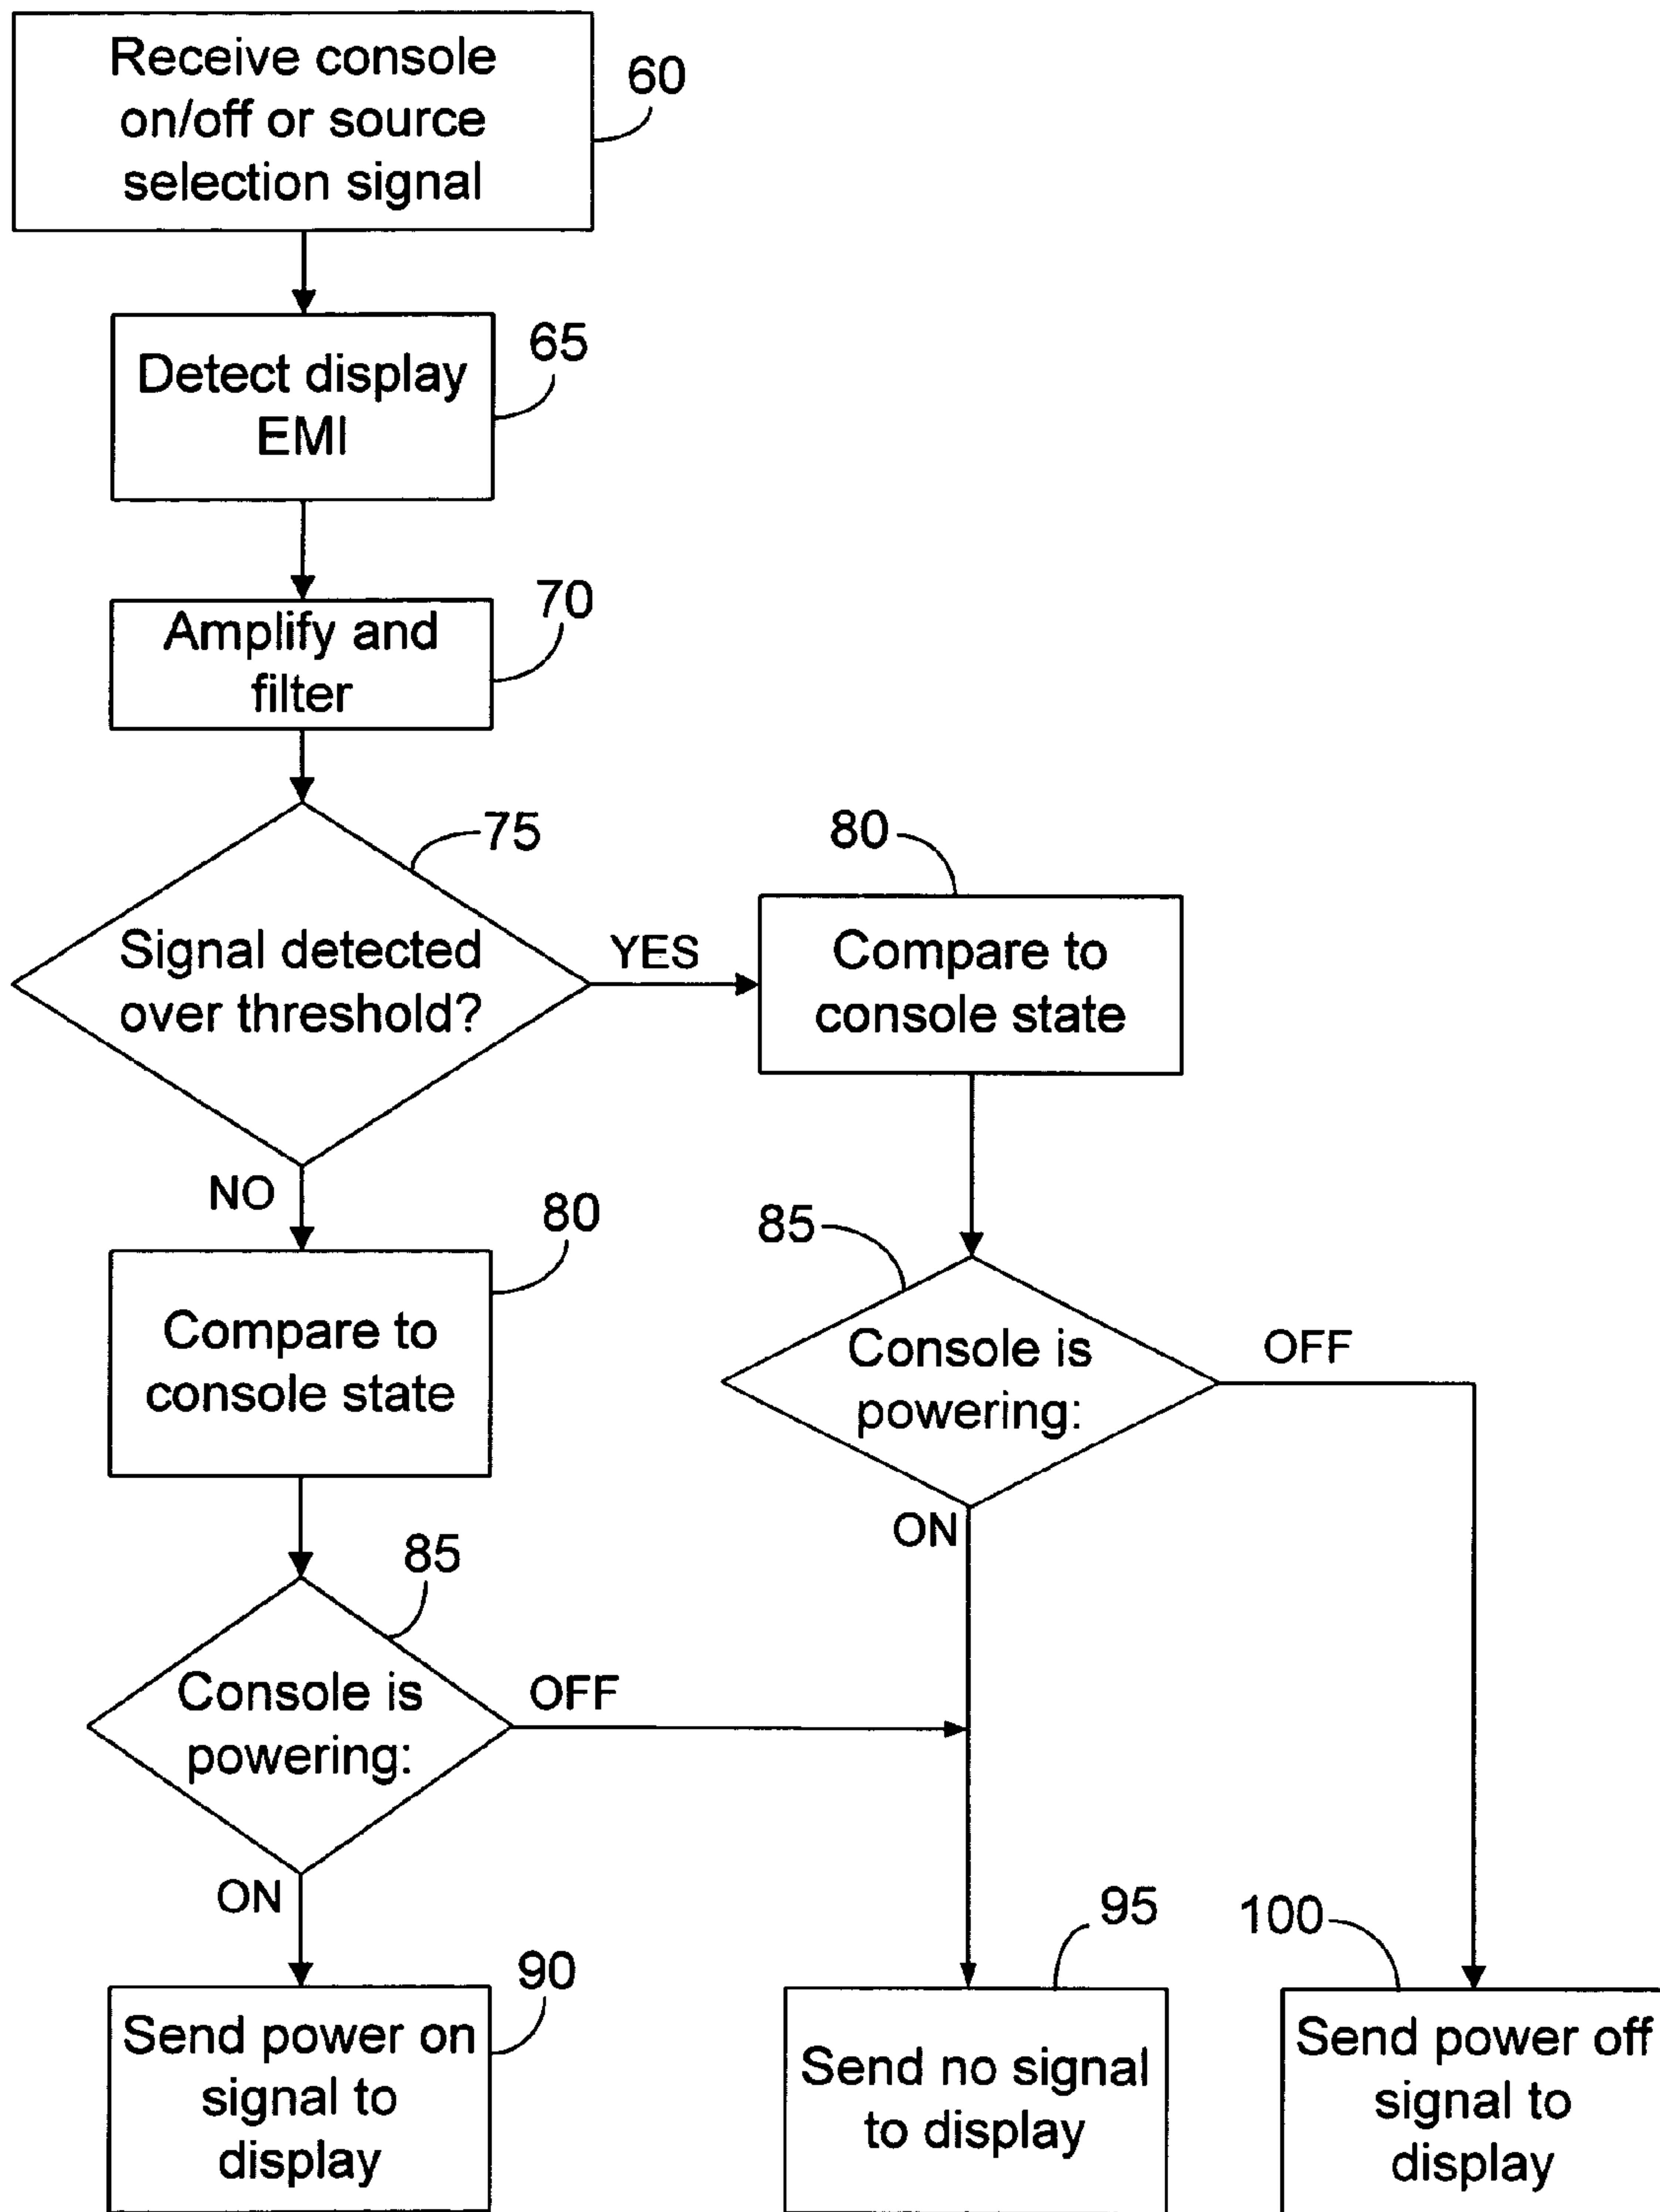 Receive console
on/off or source
selection signal
60
Detect display
EMI
65
Amplify and
filter
70
Signal detected
over threshold?
75
YES
NO
80
Compare to
console state
80
Compare to
console state
85
Console is
powering:
OFF
ON
85
Console is
powering:
OFF
ON
90
Send power on
signal to
display
95
Send no signal
to display
100
Send power off
signal to
display